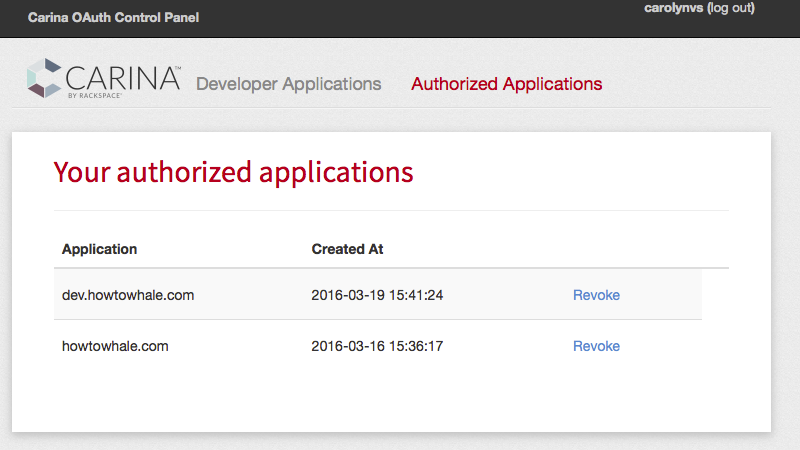 Carina OAuth Control Panel
carolynvs (log out)
CARINA™
BY RACKSPACE®
Developer Applications
Authorized Applications
Your authorized applications
Application Created At
dev.howtowhale.com 2016-03-19 15:41:24 Revoke
howtowhale.com 2016-03-16 15:36:17 Revoke